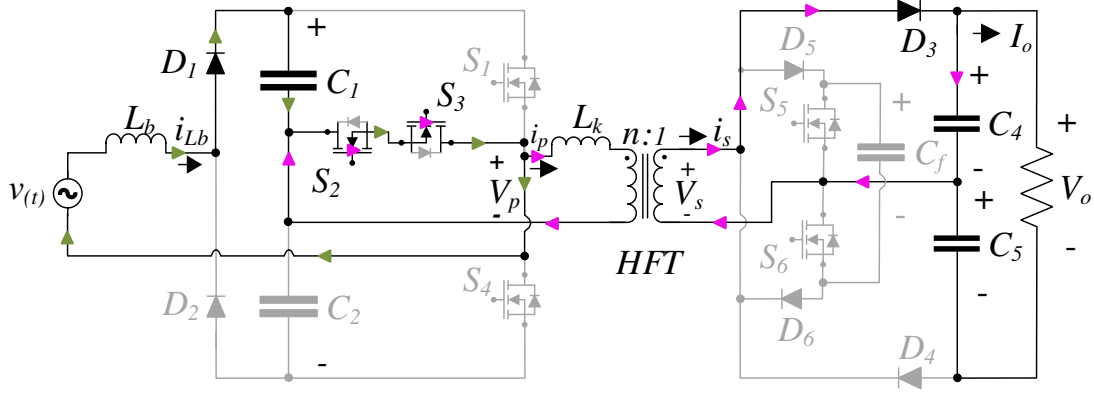 + S1 D3 Io
D1 C1 S3 D5 + +
Lb iLb S2 ip Lk n:1 is S5 Cf C4 +
v(t) + Vp - + Vs - - + Vo
HFT S6 - C5 -
D2 C2 S4 D6 -
- D4